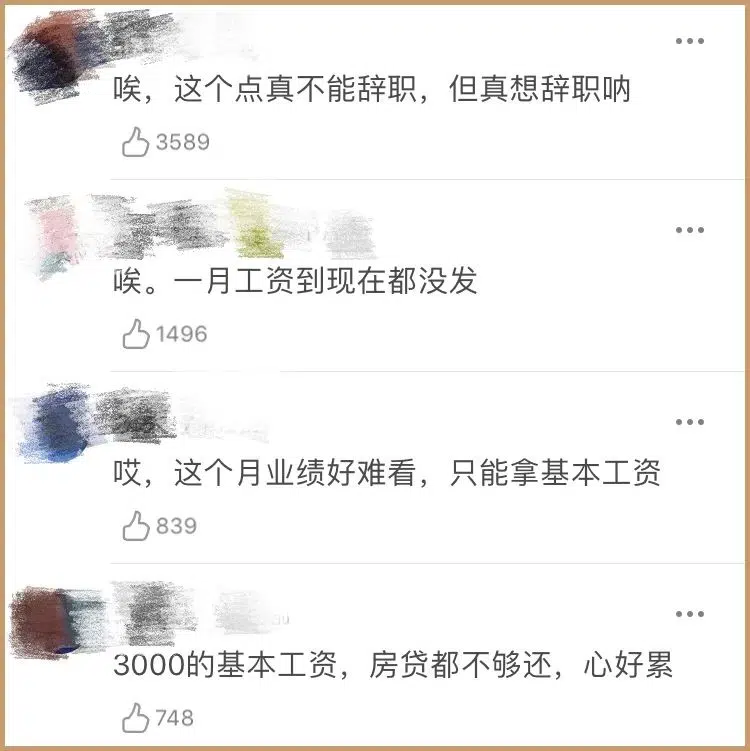 唉，这个点真不能辞职，但真想辞职呐
3589
唉。一月工资到现在都没发
1496
哎，这个月业绩好难看，只能拿基本工资
839
3000的基本工资，房贷都不够还，心好累
748